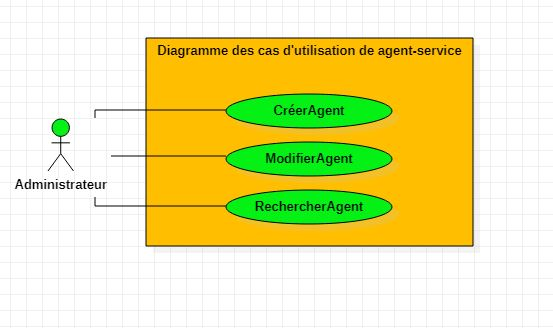 Diagramme des cas d'utilisation de agent-service
CréerAgent
ModifierAgent
Administrateur
RechercherAgent